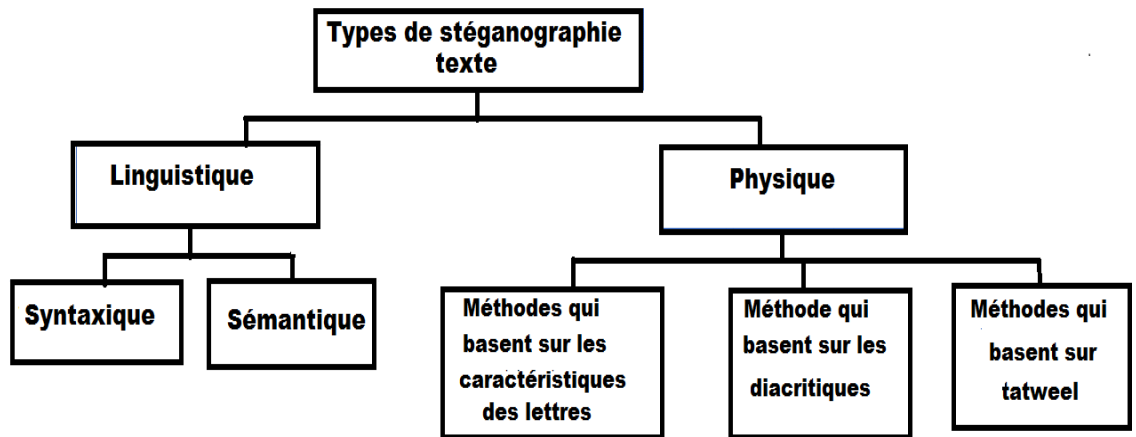 Types de stéganographie
texte
Linguistique
Physique
Syntaxique
Sémantique
Méthodes qui
basent sur les
caractéristiques
des lettres
Méthode qui
basent sur les
diacritiques
Méthodes qui
basent sur
tatweel